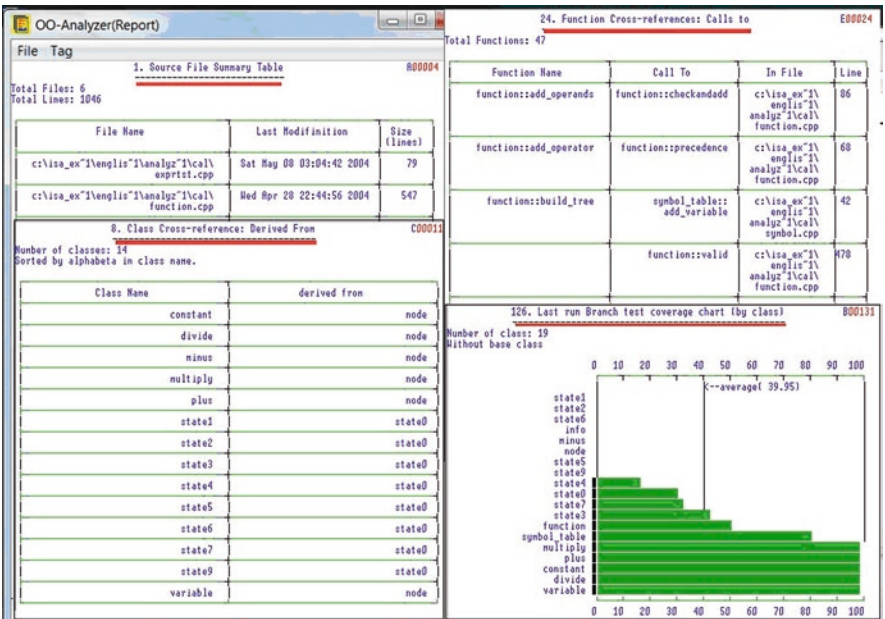 OO-Analyzer(Report)
File Tag
1. Source File Summary Table A00004
Total Files: 6
Total Lines: 1046
File Name Last Modifinition Size (lines)
c:\isa_ex~1\englis~1\analyz~1\cal\ Sat May 08 03:04:42 2004 79
exprtst.cpp
c:\isa_ex~1\englis~1\analyz~1\cal\ Wed Apr 28 22:44:56 2004 547
function.cpp
8. Class Cross-reference: Derived From C00011
Number of classes: 14
Sorted by alphabeta in class name.
Class Name derived from
constant node
divide node
minus node
multiply node
plus node
state1 state0
state2 state0
state3 state0
state4 state0
state5 state0
state6 state0
state7 state0
state9 state0
variable node
24. Function Cross-references: Calls to E00024
Total Functions: 47
Function Name Call To In File Line
function::add_operands function::checkandadd c:\isa_ex~1\ 86
englis~1\
analyz~1\cal\
function.cpp
function::add_operator function::precedence c:\isa_ex~1\ 68
englis~1\
analyz~1\cal\
function.cpp
function::build_tree symbol_table:: c:\isa_ex~1\ 42
add_variable englis~1\
analyz~1\cal\
symbol.cpp
function::valid c:\isa_ex~1\ 478
englis~1\
analyz~1\cal\
function.cpp
126. Last run Branch test coverage chart (by class) B00131
Number of class: 19
Without base class
0 10 20 30 40 50 60 70 80 90 100
<--average( 39.95)
state1
state2
state6
info
minus
node
state5
state9
state4
state0
state7
state3
function
symbol_table
multiply
plus
constant
divide
variable
0 10 20 30 40 50 60 70 80 90 100